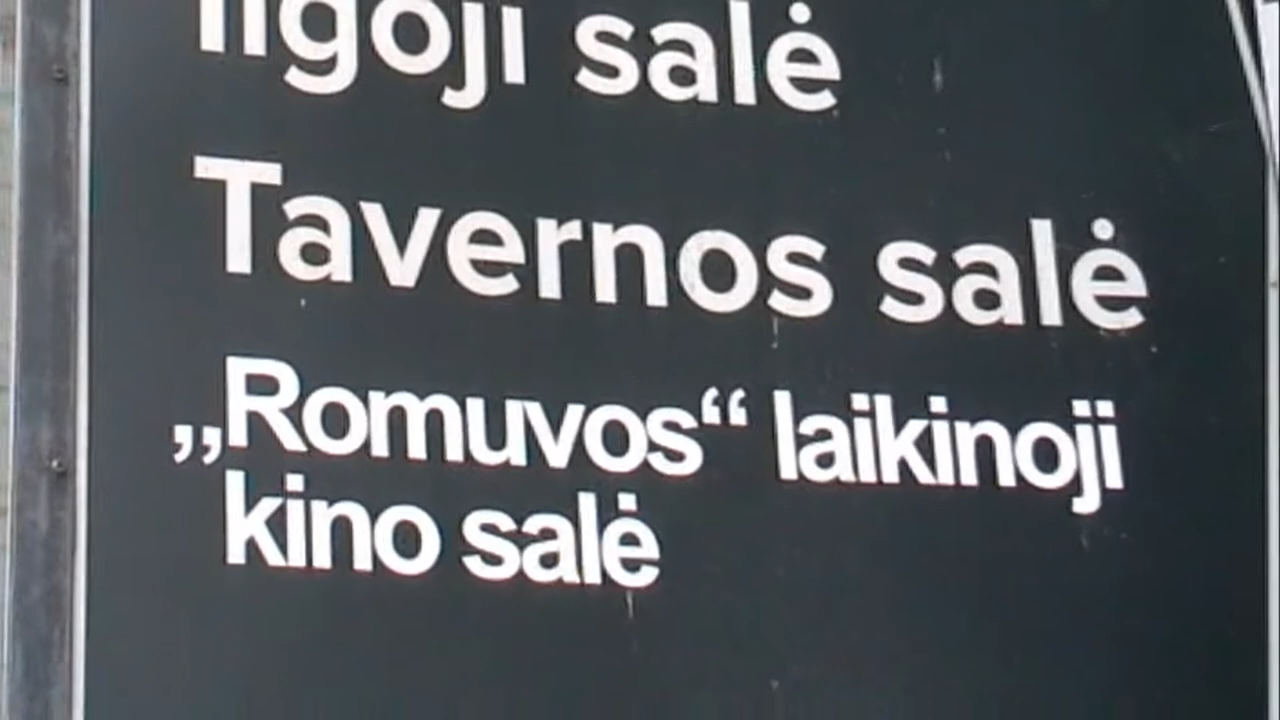 Ilgoji salė
Tavernos salė
„Romuvos“ laikinoji
kino salė